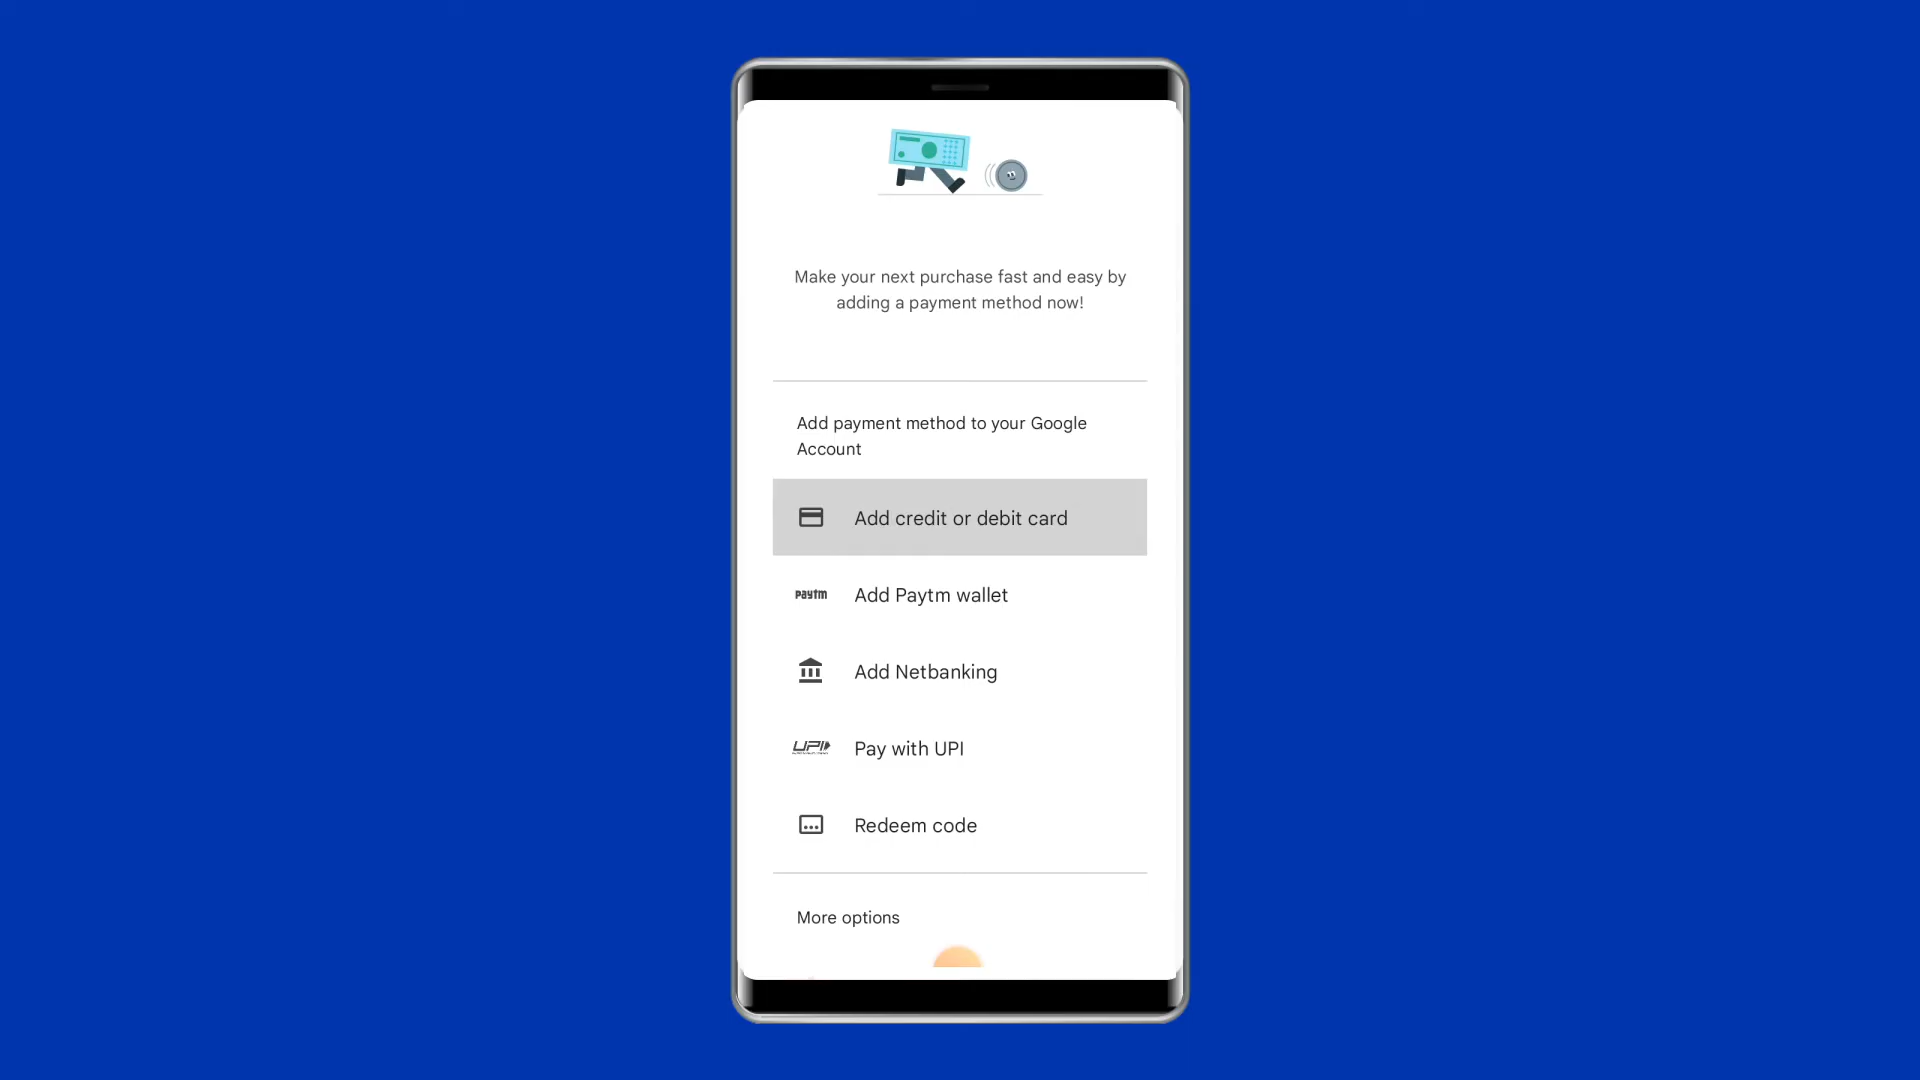 Make your next purchase fast and easy by
adding a payment method now!
Add payment method to your Google
Account
Add credit or debit card
paytm Add Paytm wallet
Add Netbanking
UPI Pay with UPI
Redeem code
More options